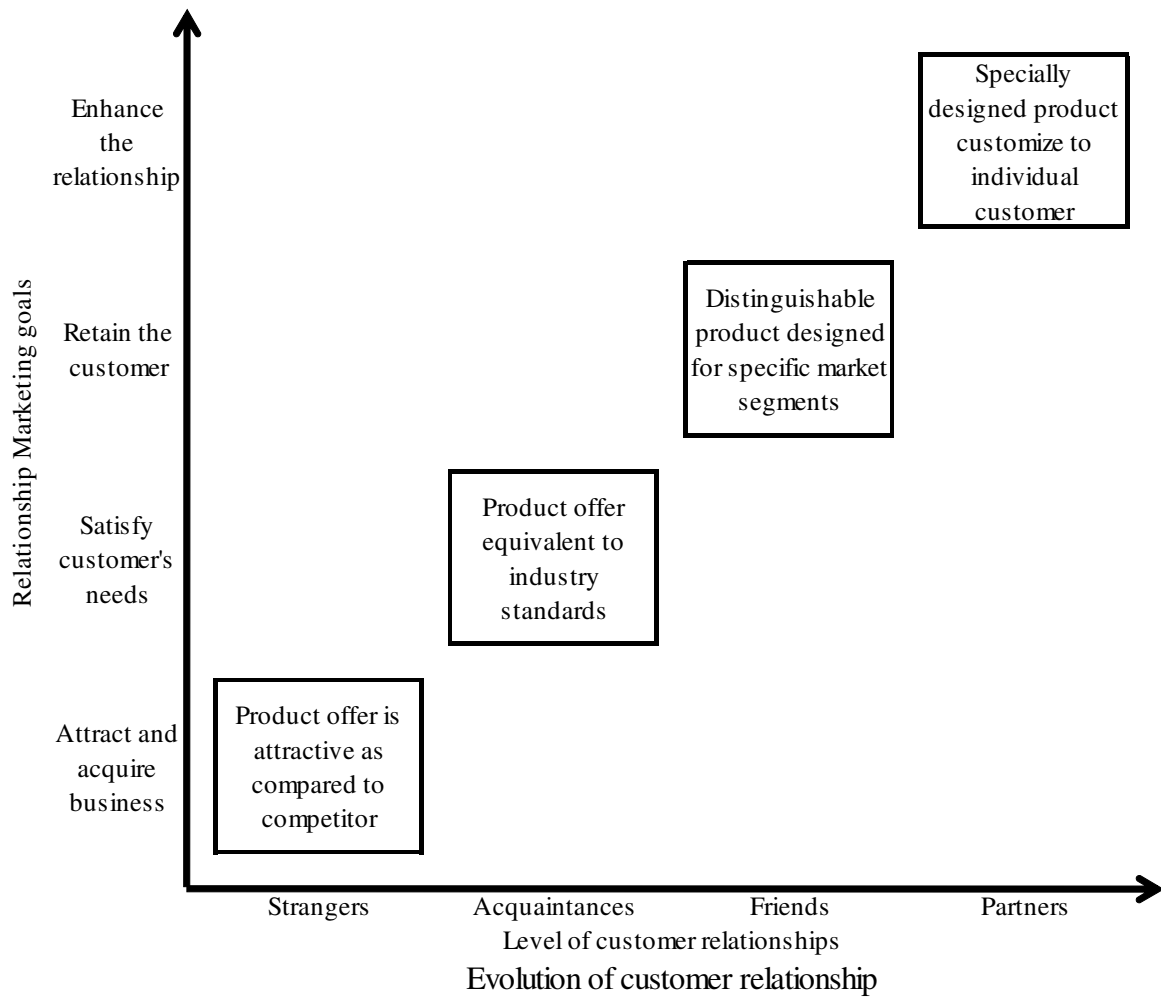 Relationship Marketing goals
Enhance
the
relationship
Specially
designed product
customize to
individual
customer
Retain the
customer
Distinguishable
product designed
for specific market
segments
Satisfy
customer's
needs
Product offer
equivalent to
industry
standards
Attract and
acquire
business
Product offer is
attractive as
compared to
competitor
Strangers
Acquaintances
Friends
Partners
Level of customer relationships
Evolution of customer relationship